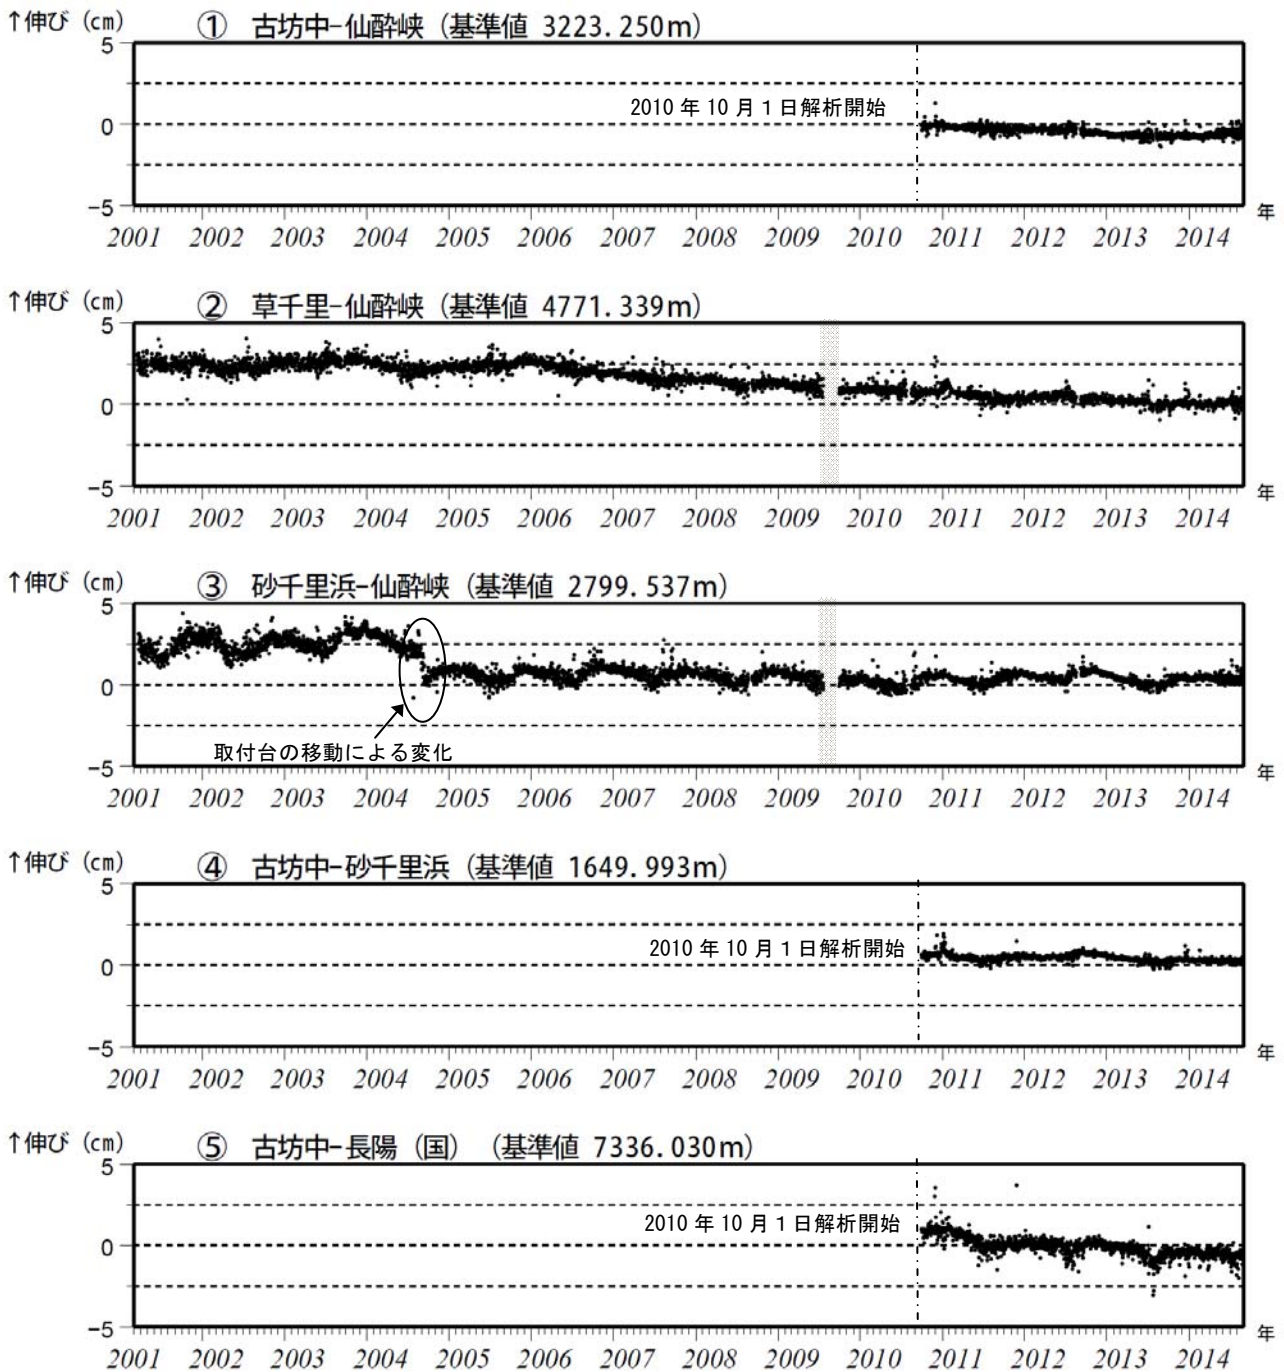 ↑伸び (cm) ① 古坊中-仙酔峡 (基準値 3223.250m)
5
2010 年 10 月 1 日解析開始
0
-5
年
2001 2002 2003 2004 2005 2006 2007 2008 2009 2010 2011 2012 2013 2014
↑伸び (cm) ② 草千里-仙酔峡 (基準値 4771.339m)
5
0
-5
年
2001 2002 2003 2004 2005 2006 2007 2008 2009 2010 2011 2012 2013 2014
↑伸び (cm) ③ 砂千里浜-仙酔峡 (基準値 2799.537m)
5
0
取付台の移動による変化
-5
年
2001 2002 2003 2004 2005 2006 2007 2008 2009 2010 2011 2012 2013 2014
↑伸び (cm) ④ 古坊中-砂千里浜 (基準値 1649.993m)
5
2010 年 10 月 1 日解析開始
0
-5
年
2001 2002 2003 2004 2005 2006 2007 2008 2009 2010 2011 2012 2013 2014
↑伸び (cm) ⑤ 古坊中-長陽 (国) (基準値 7336.030m)
5
2010 年 10 月 1 日解析開始
0
-5
年
2001 2002 2003 2004 2005 2006 2007 2008 2009 2010 2011 2012 2013 2014